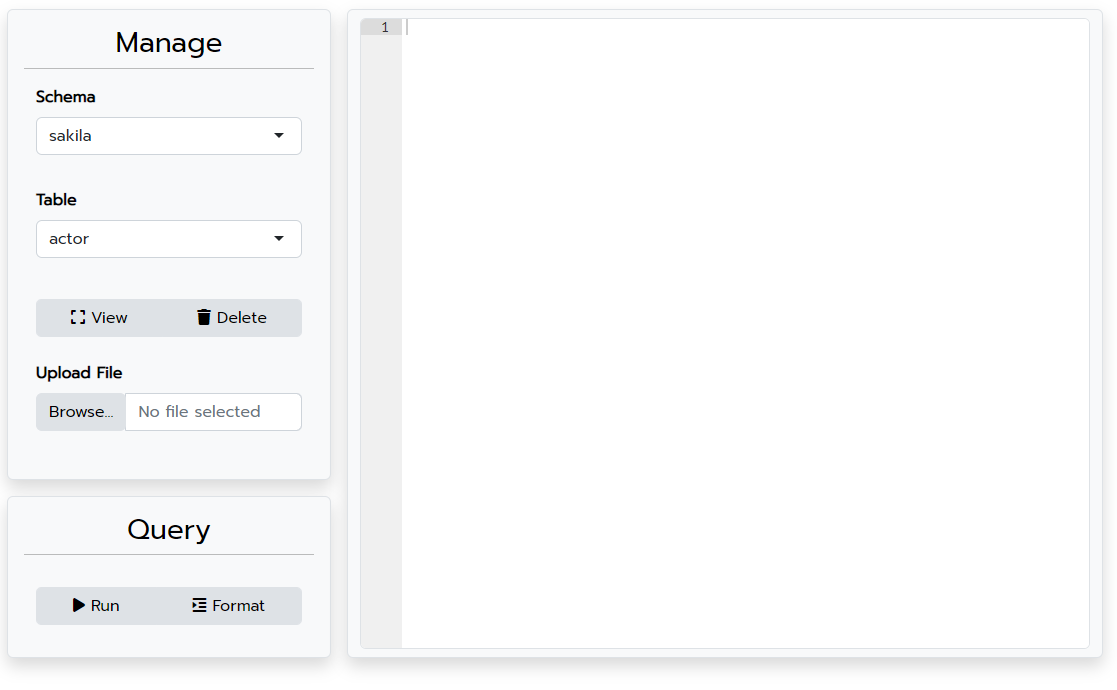 Manage
Schema
sakila
Table
actor
View Delete
Upload File
Browse... No file selected
Query
Run Format
1